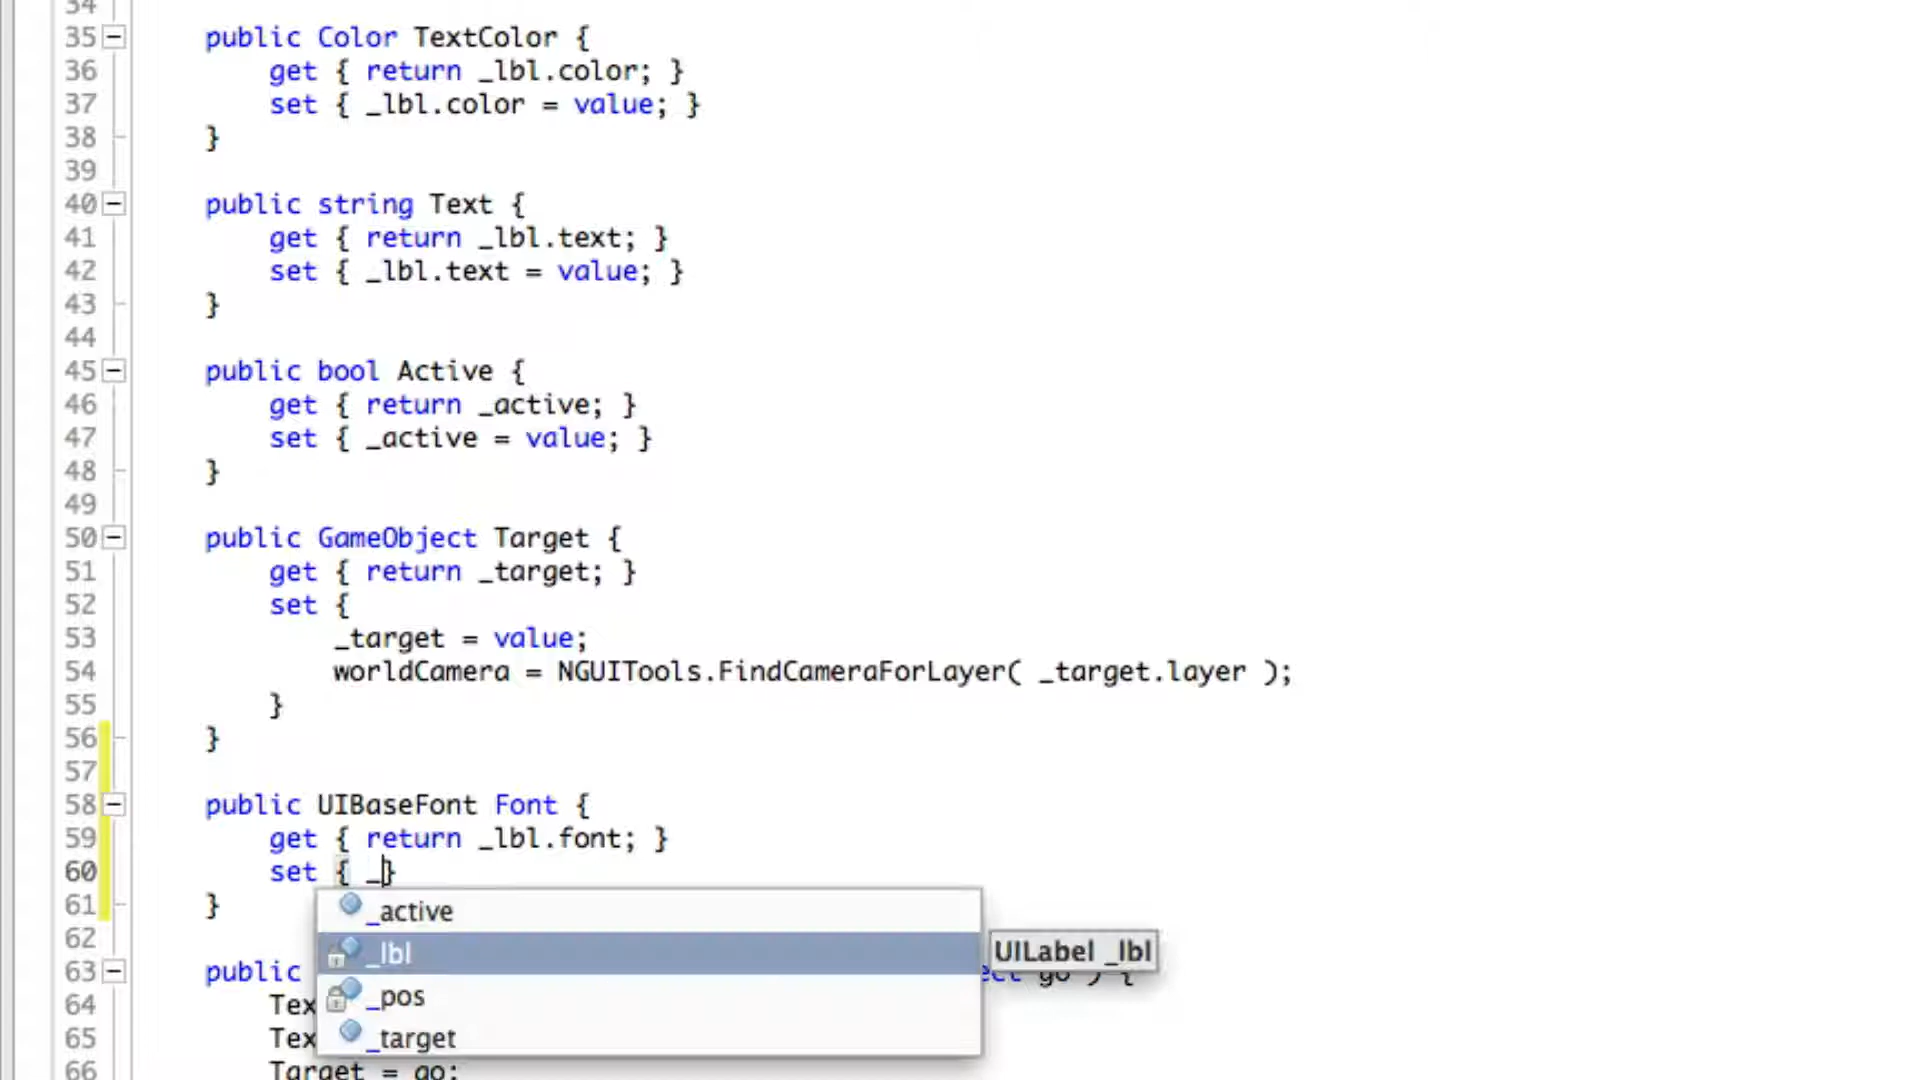 34
35 public Color TextColor {
36 get { return _lbl.color; }
37 set { _lbl.color = value; }
38 }
39
40 public string Text {
41 get { return _lbl.text; }
42 set { _lbl.text = value; }
43 }
44
45 public bool Active {
46 get { return _active; }
47 set { _active = value; }
48 }
49
50 public GameObject Target {
51 get { return _target; }
52 set {
53 _target = value;
54 worldCamera = NGUITools.FindCameraForLayer( _target.layer );
55 }
56 }
57
58 public UIBaseFont Font {
59 get { return _lbl.font; }
60 set { _}
61 }
_active
62
_lbl
UILabel _lbl
63 public go ) {
_pos
64 Tex
65 Tex
_target
66 Target = go;